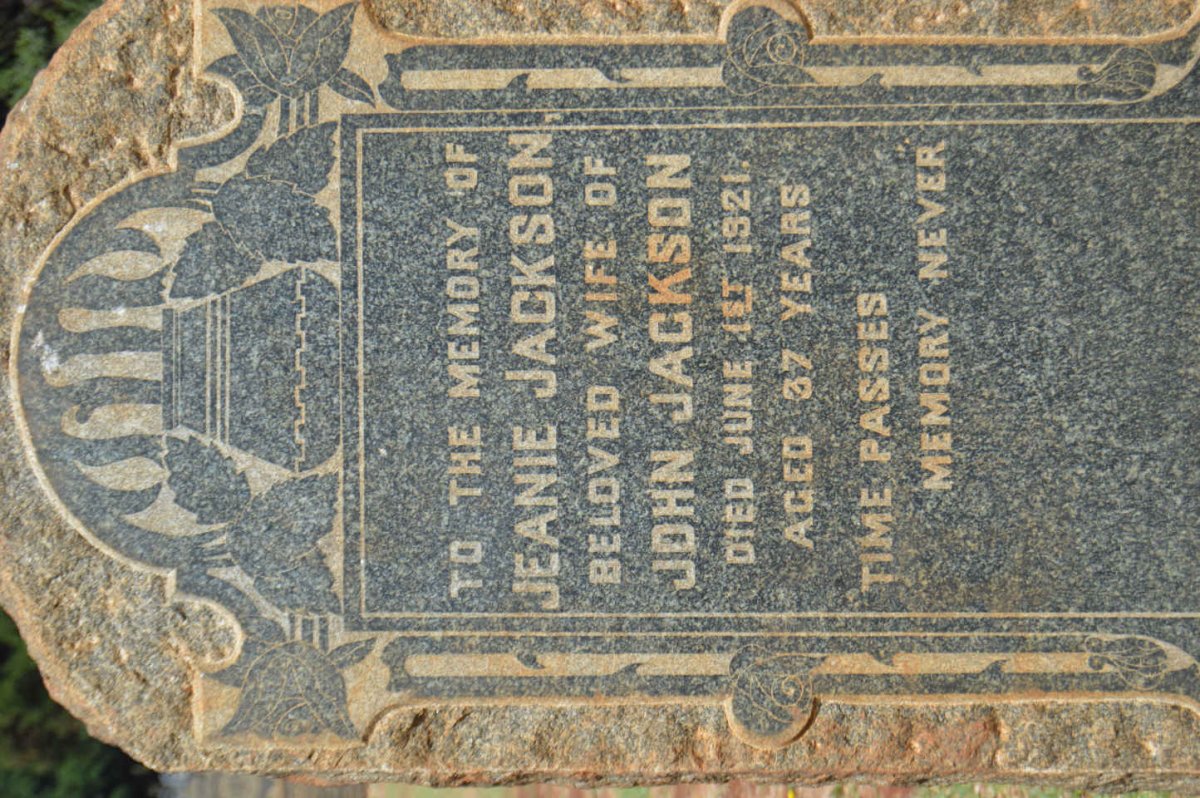 TO THE MEMORY OF
JEANIE JACKSON,
BELOVED WIFE OF
JOHN JACKSON
DIED JUNE 1ST 1921.
AGED 37 YEARS
TIME PASSES
MEMORY NEVER